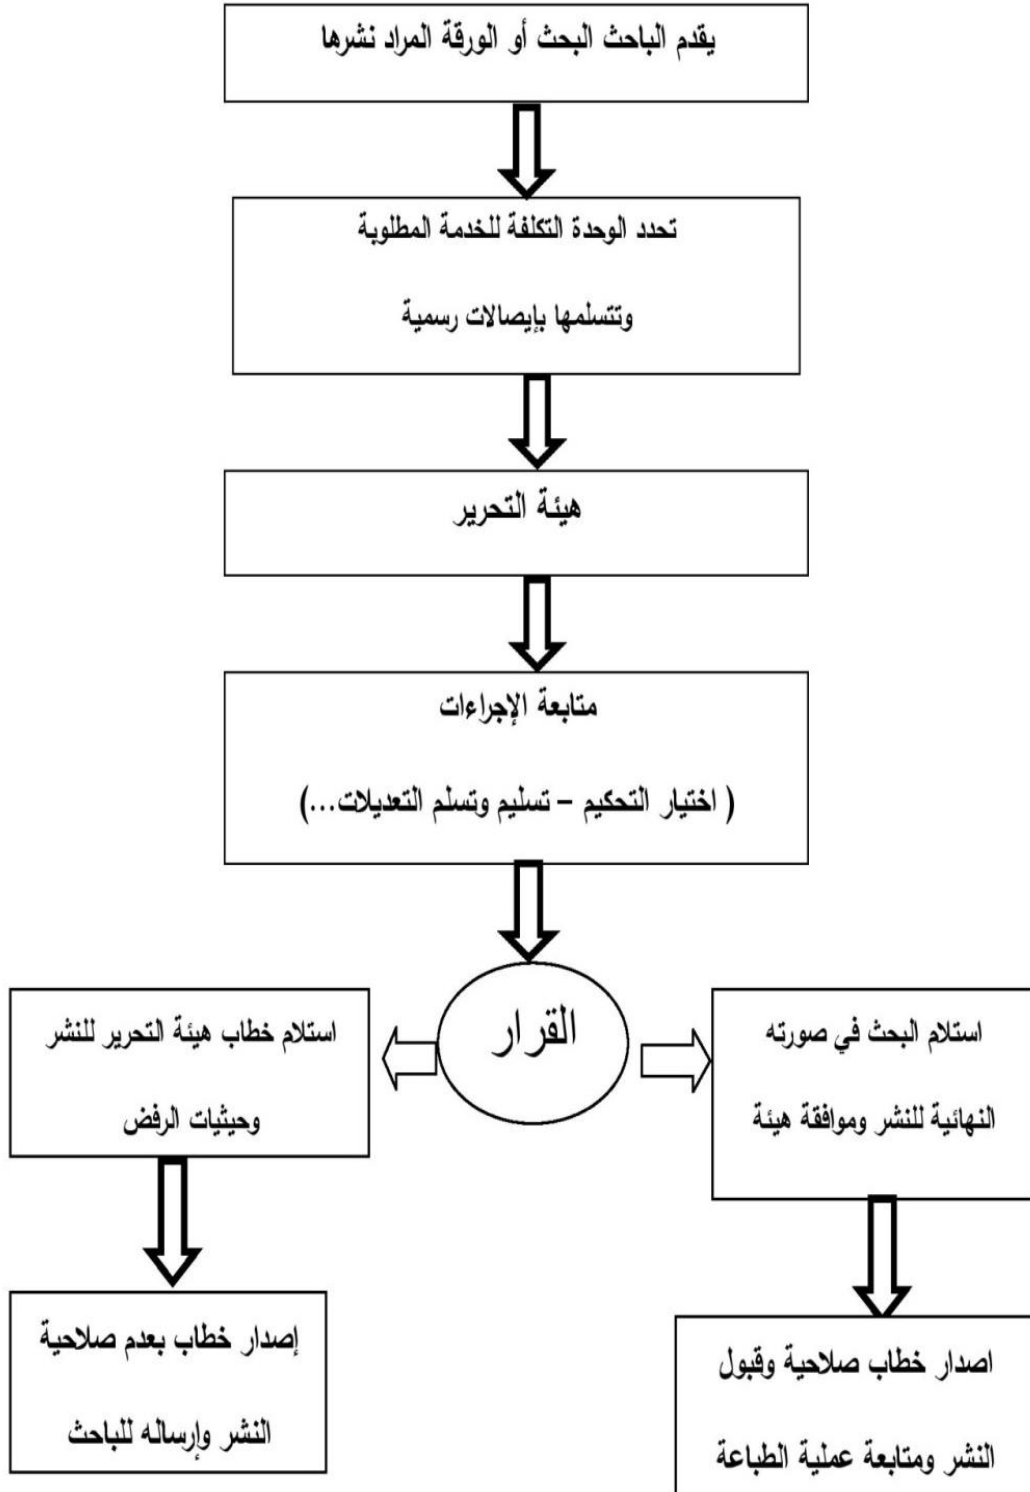 يقدم الباحث البحث أو الورقة المراد نشرها
تحدد الوحدة التكلفة للخدمة المطلوبة
وتتسلمها بإيصالات رسمية
هيئة التحرير
متابعة الإجراءات
( اختيار التحكيم – تسليم وتسلم التعديلات...)
القرار
استلام البحث في صورته
النهائية للنشر وموافقة هيئة
استلام خطاب هيئة التحرير للنشر
وحيثيات الرفض
اصدار خطاب صلاحية وقبول
النشر ومتابعة عملية الطباعة
إصدار خطاب بعدم صلاحية
النشر وإرساله للباحث